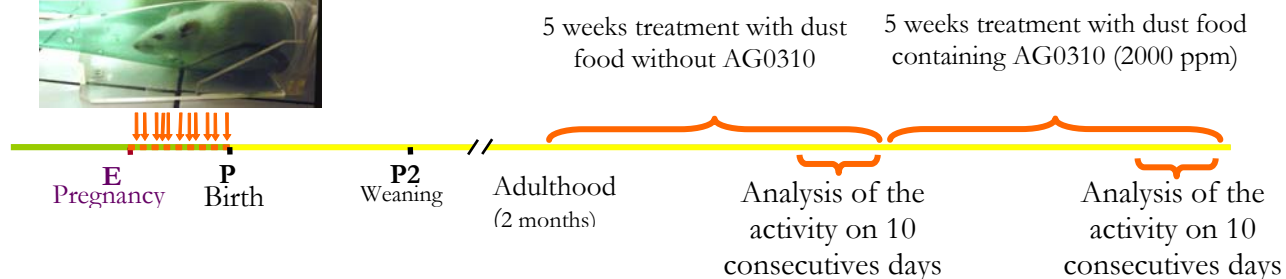 5 weeks treatment with dust
food without AG0310
5 weeks treatment with dust food
containing AG0310 (2000 ppm)
E
Pregnancy
P
Birth
P2
Weaning
Adulthood
(2 months)
Analysis of the
activity on 10
consecutives days
Analysis of the
activity on 10
consecutives days